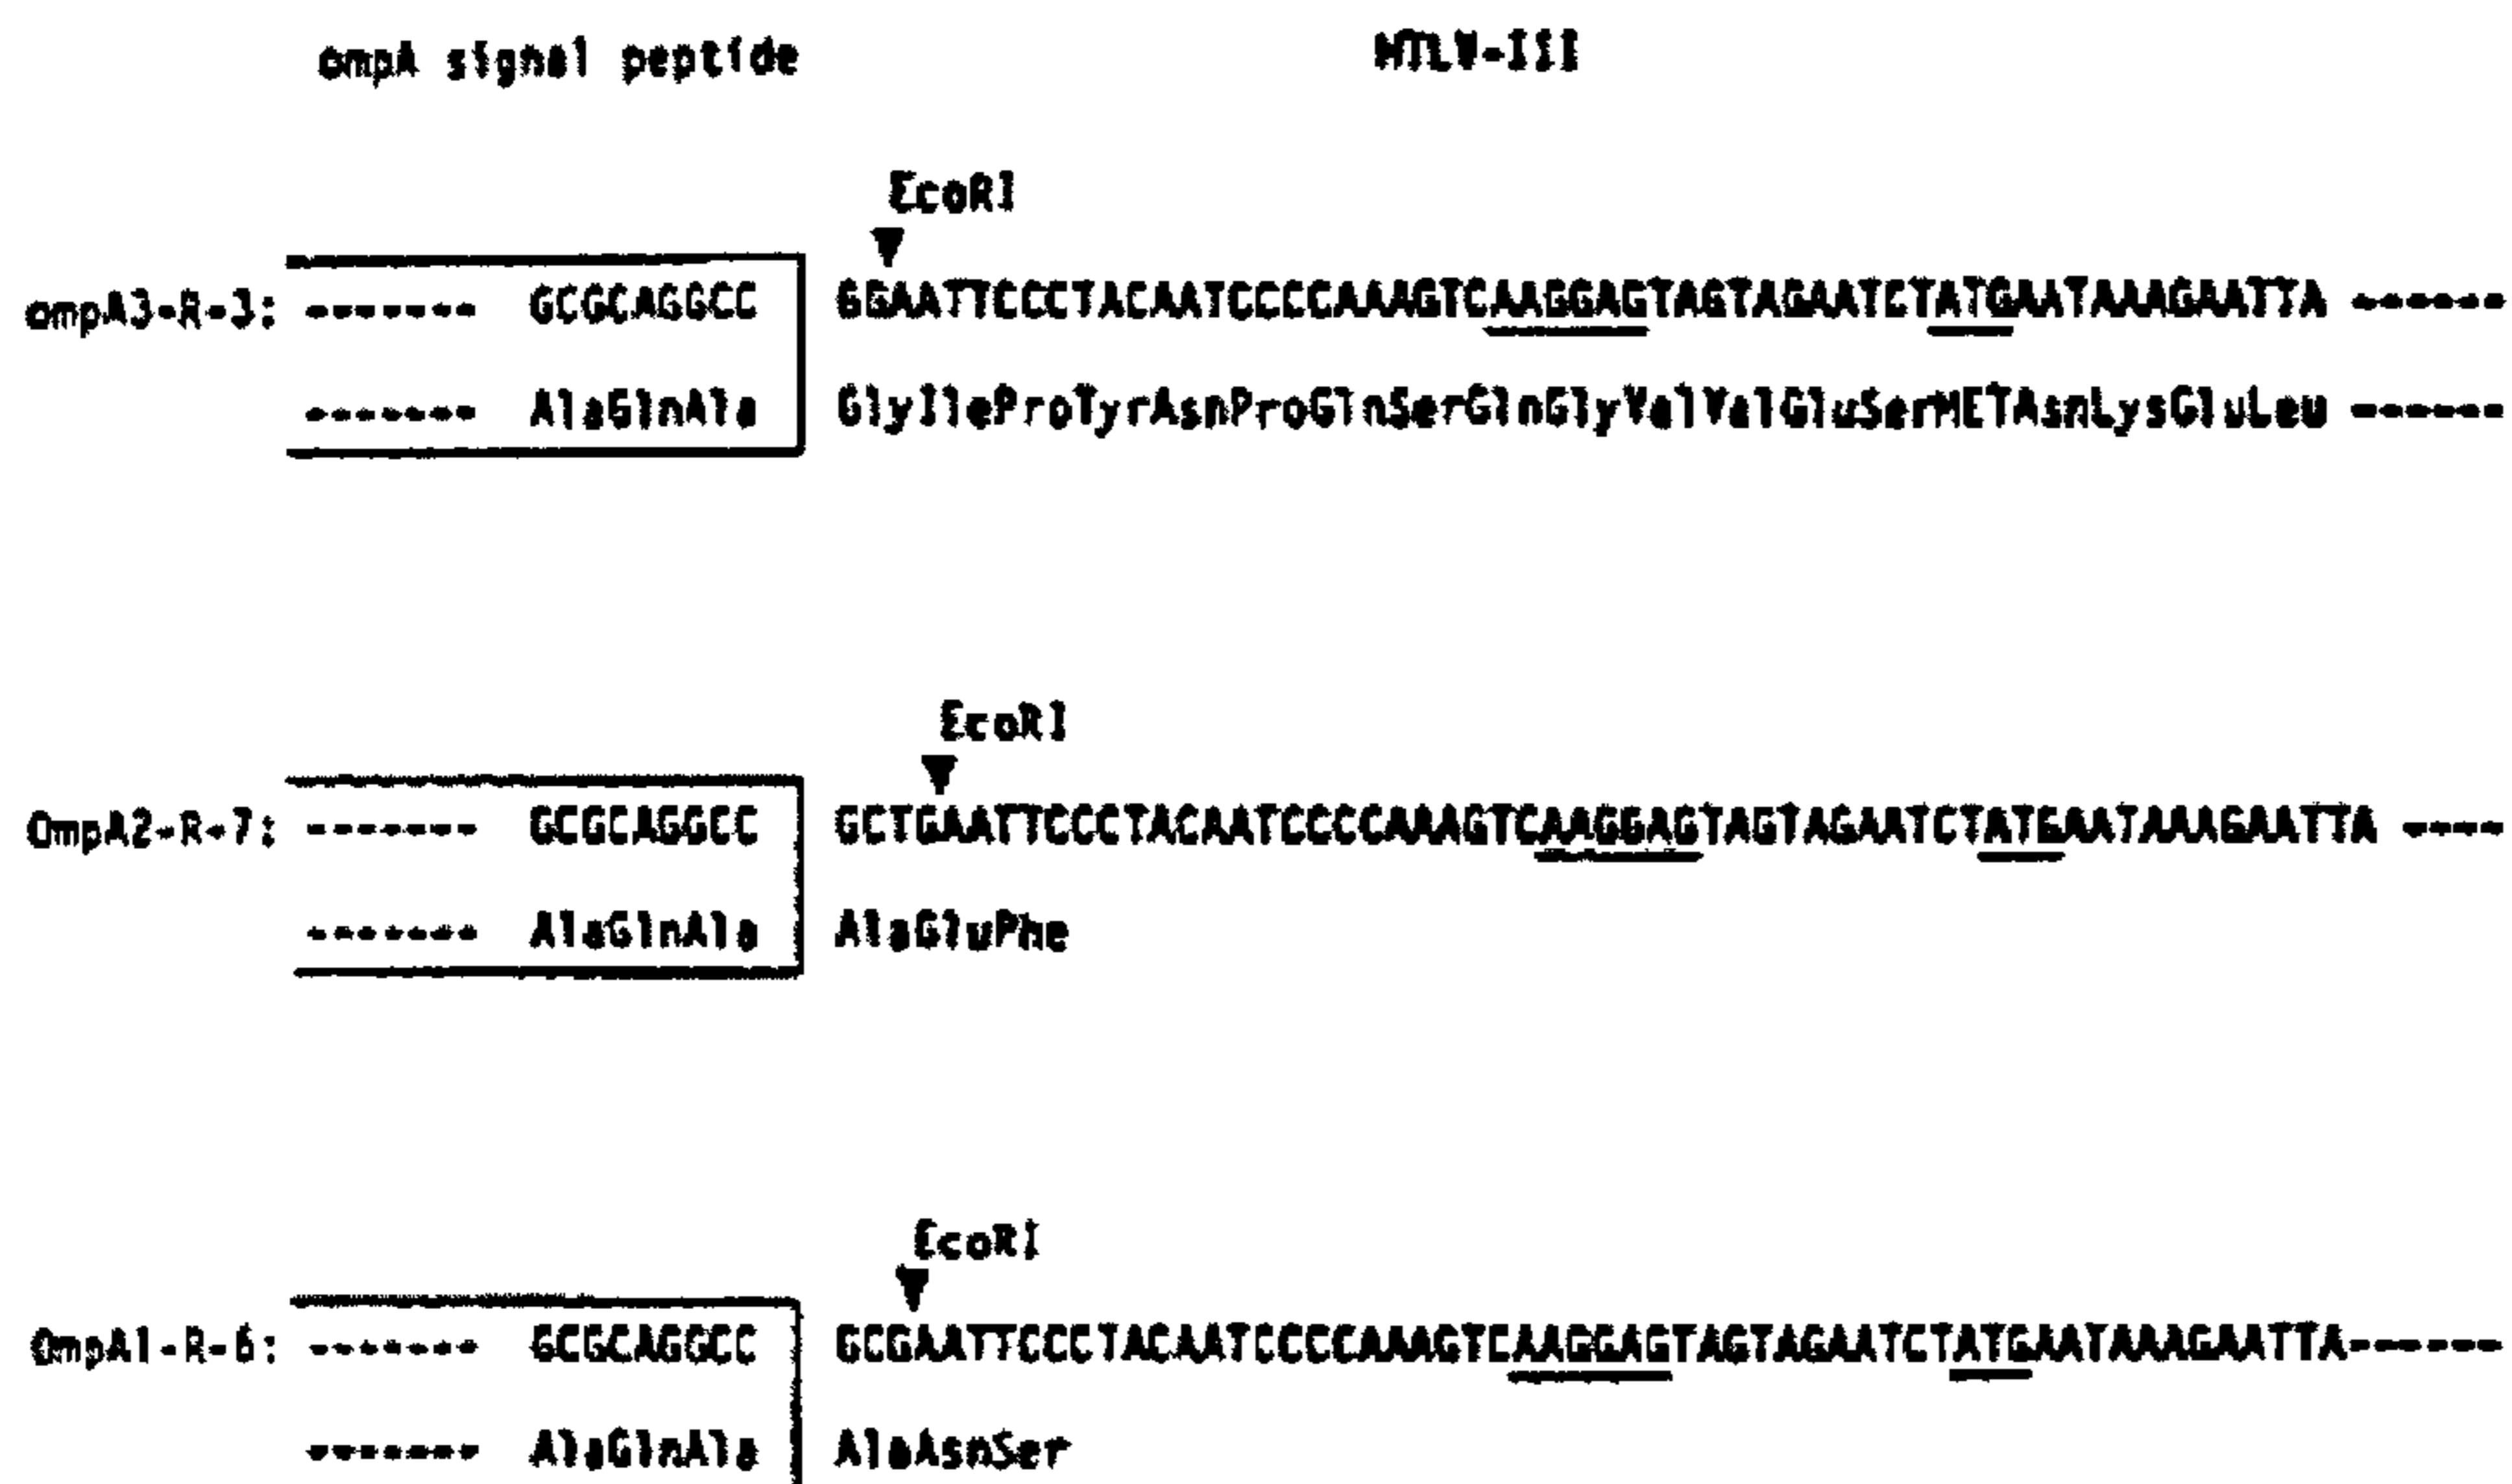 ompA signal peptide HTLV-III
EcoRI
ompA3-R-3: ------- GCGCAGGCC GGAATTCCCTACAATCCCCAAAGTCAAGGAGTAGTAGAATCTATGAATAAAGAATTA ------
------- AlaGlnAla GlyIleProTyrAsnProGlnSerGlnGlyValValGluSerMETAsnLysGluLeu ------
EcoRI
OmpA2-R-7: ------- GCGCAGGCC GCTGAATTCCCTACAATCCCCAAAGTCAAGGAGTAGTAGAATCTATGAATAAAGAATTA ----
------- AlaGlnAla AlaGluPhe
EcoRI
OmpA1-R-6: ------- GCGCAGGCC GCGAATTCCCTACAATCCCCAAAGTCAAGGAGTAGTAGAATCTATGAATAAAGAATTA------
------- AlaGlnAla AlaAsnSer